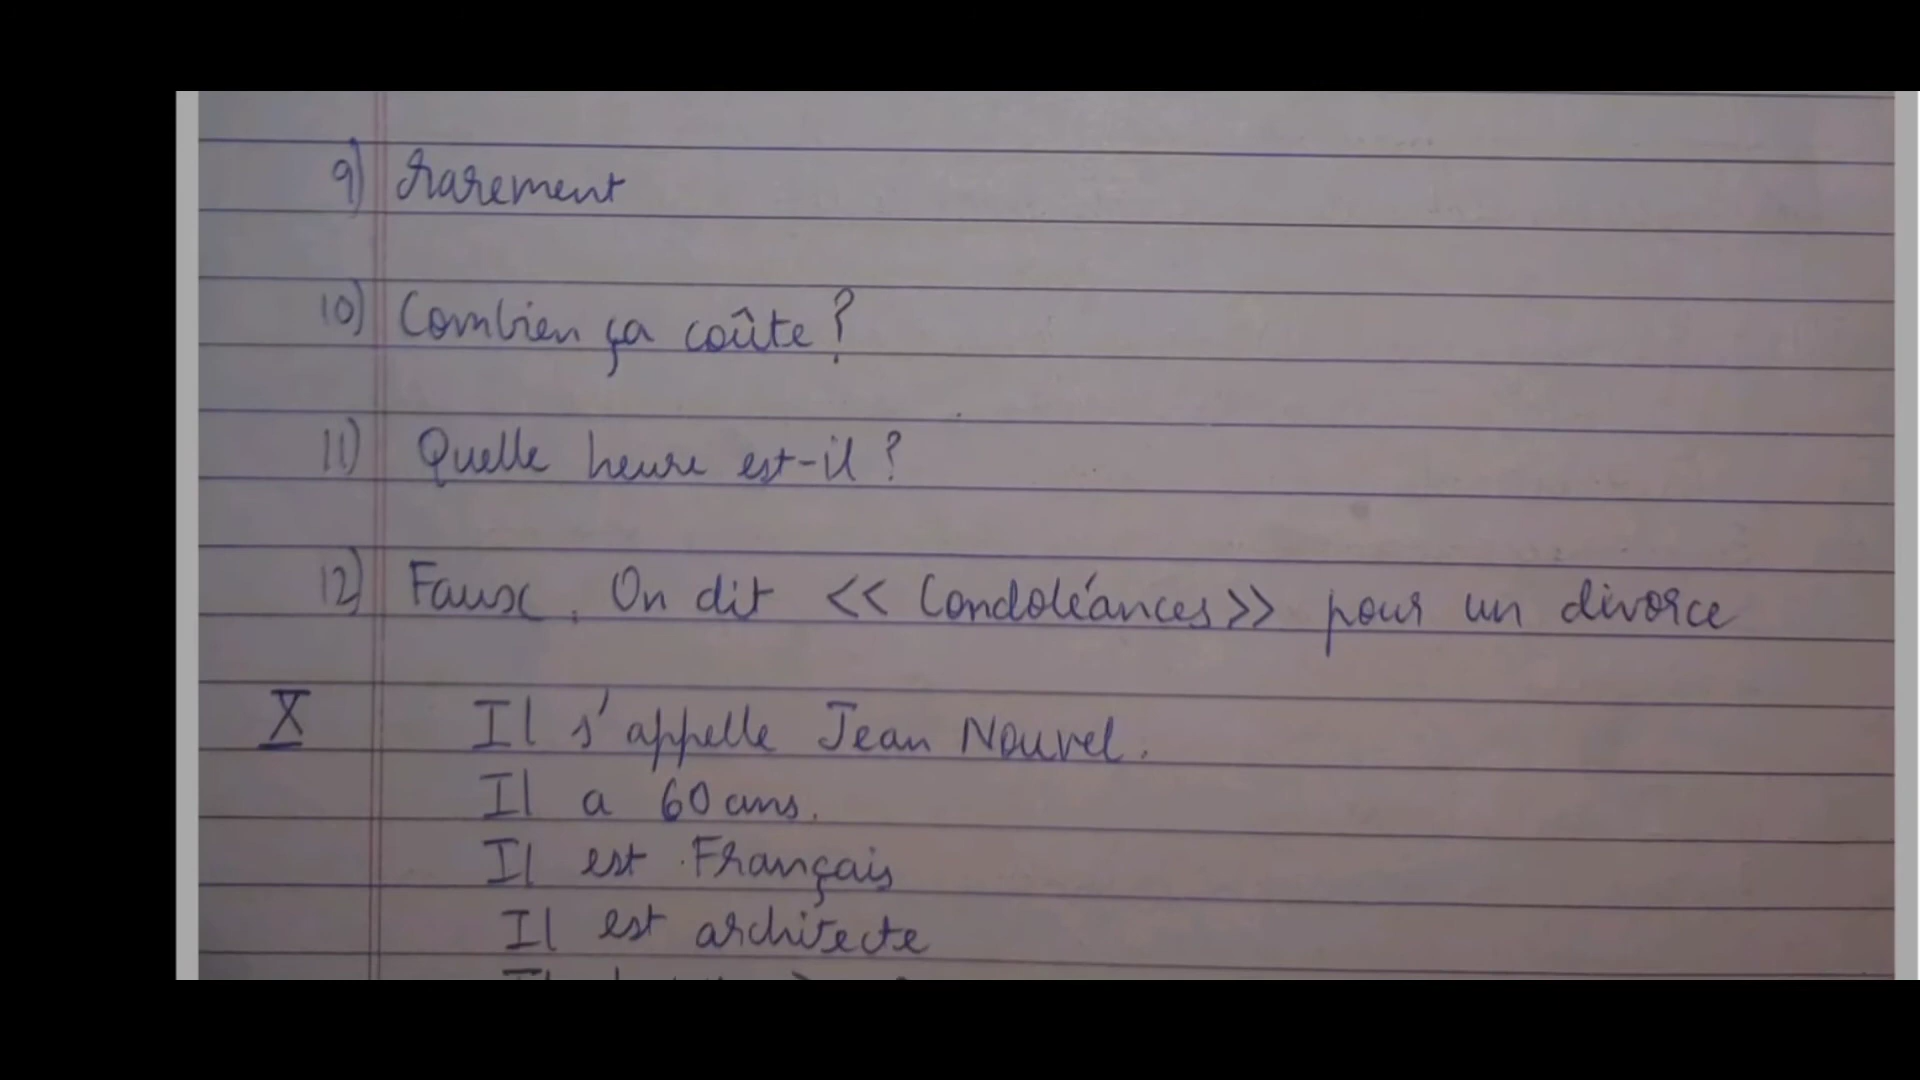 9) rarement
10) Combien ça coûte ?
11) Quelle heure est-il ?
12) Faux. On dit << Condoléances >> pour un divorce
X Il s'appelle Jean Nouvel.
Il a 60 ans.
Il est Français
Il est architecte